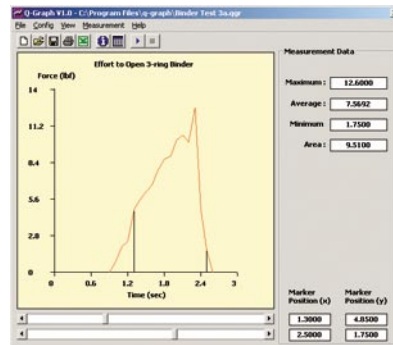 Q-Graph V1.0 - C:\Program Files\q-graph\Binder Test 3a.qgr
File Config View Measurement Help
Effort to Open 3-ring Binder
Force (lbf)
14
11.2
8.4
5.6
2.8
0
0 0.6 1.2 1.8 2.4 3
Time (sec)
Measurement Data
Maximum : 12.6000
Average : 7.5692
Minimum 1.7500
Area : 9.5100
Marker Position (x) Marker Position (y)
1.3000 4.8500
2.5000 1.7500